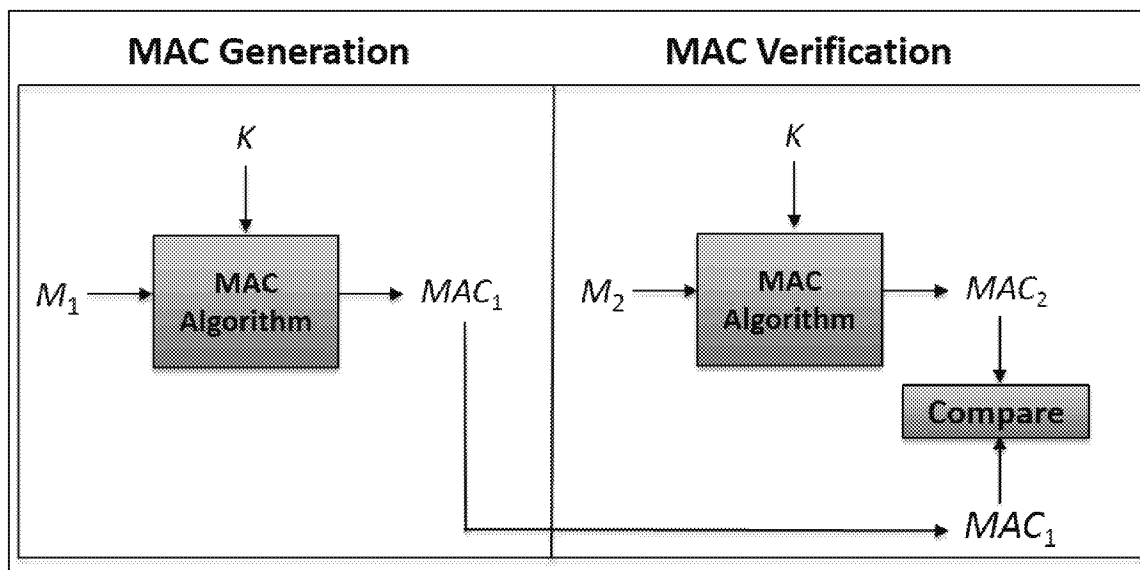 MAC Generation
MAC Verification
K
M₁
MAC
Algorithm
MAC₁
K
M₂
MAC
Algorithm
MAC₂
Compare
MAC₁